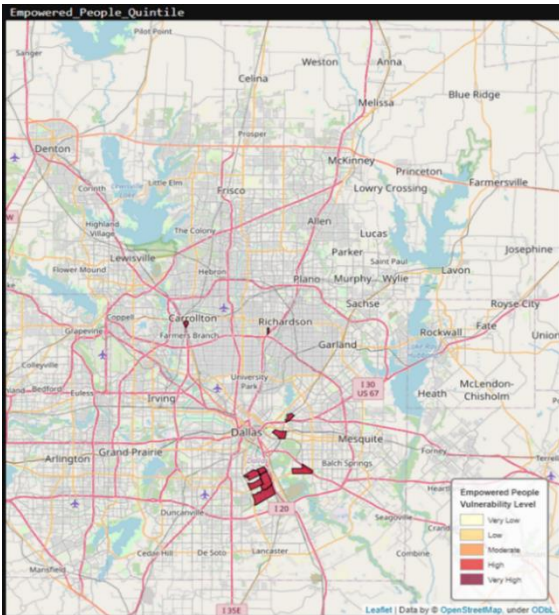 Empowered_People_Quintile
Pilot Point
Sanger
Weston
Anna
Celina
Blue Ridge
Melissa
Prosper
Denton
McKinney
Princeton
Little Elm
Corinth
Frisco
Lowry Crossing
Farmersville
Highland
Village
The Colony
Allen
Lucas
Parker
Saint Paul
Josephine
Lewisville
Hebron
Flower Mound
Plano
Murphy
Wylie
Lavon
Sachse
Royse City
Coppell
Carrollton
Richardson
Grapevine
Farmers Branch
Garland
Rockwall
Fate
Union
Colleyville
University
Park
I 30
US 67
Bedford
Euless
Irving
Heath
McLendon-
Chisholm
Dallas
Mesquite
Arlington
Grand Prairie
Balch Springs
Forney
Terrell
Duncanville
I 20
Seagoville
Cedar Hill
De Soto
Lancaster
Combine
Mansfield
I 35E
Empowered People
Vulnerability Level
Very Low
Low
Moderate
High
Very High
Leaflet | Data by © OpenStreetMap, under ODbL